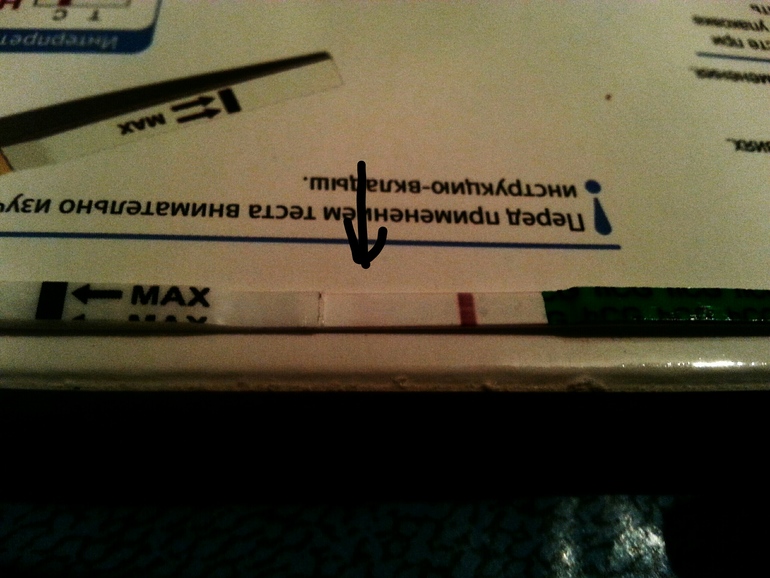 MAX
MAX
Перед применением теста внимательно изу
инструкцию-вкладыш.
MAX
Интерпрет
T C